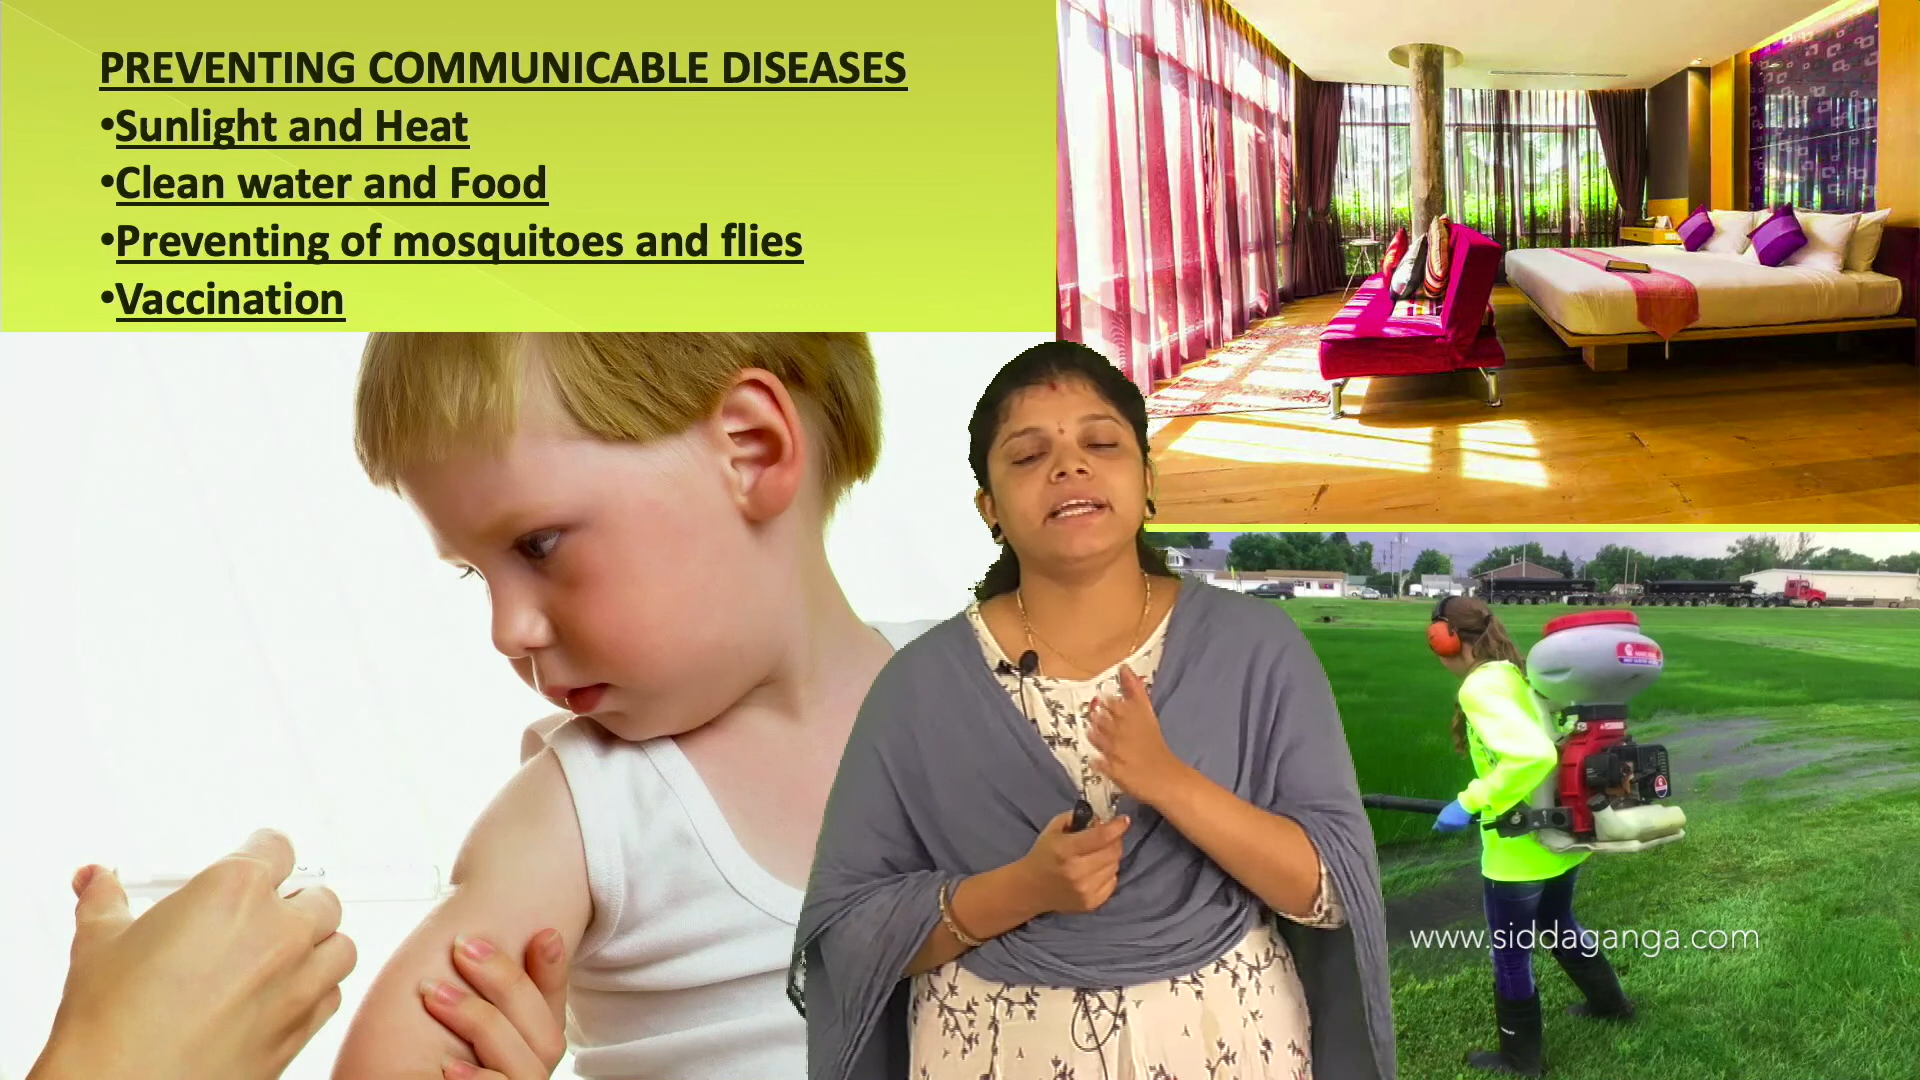 PREVENTING COMMUNICABLE DISEASES
•Sunlight and Heat
•Clean water and Food
•Preventing of mosquitoes and flies
•Vaccination
www.siddaganga.com